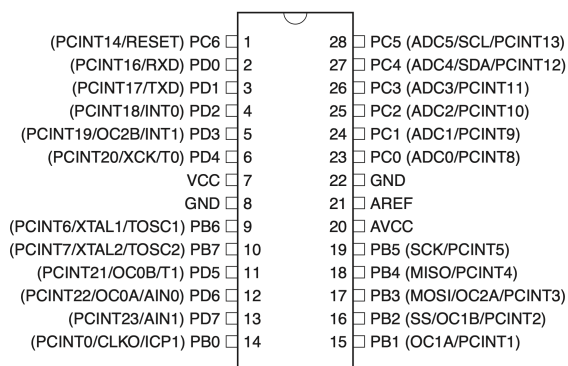 (PCINT14/RESET) PC6 1 28 PC5 (ADC5/SCL/PCINT13)
(PCINT16/RXD) PD0 2 27 PC4 (ADC4/SDA/PCINT12)
(PCINT17/TXD) PD1 3 26 PC3 (ADC3/PCINT11)
(PCINT18/INT0) PD2 4 25 PC2 (ADC2/PCINT10)
(PCINT19/OC2B/INT1) PD3 5 24 PC1 (ADC1/PCINT9)
(PCINT20/XCK/T0) PD4 6 23 PC0 (ADC0/PCINT8)
VCC 7 22 GND
GND 8 21 AREF
(PCINT6/XTAL1/TOSC1) PB6 9 20 AVCC
(PCINT7/XTAL2/TOSC2) PB7 10 19 PB5 (SCK/PCINT5)
(PCINT21/OC0B/T1) PD5 11 18 PB4 (MISO/PCINT4)
(PCINT22/OC0A/AIN0) PD6 12 17 PB3 (MOSI/OC2A/PCINT3)
(PCINT23/AIN1) PD7 13 16 PB2 (SS/OC1B/PCINT2)
(PCINT0/CLKO/ICP1) PB0 14 15 PB1 (OC1A/PCINT1)